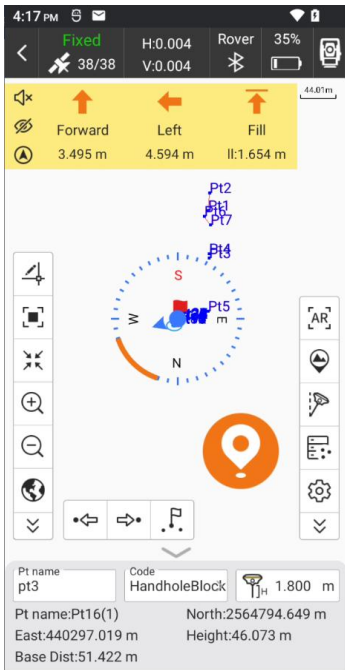 4:17 PM
Fixed
38/38
H:0.004
V:0.004
Rover
35%
44.01m
Forward
Left
Fill
3.495 m
4.594 m
ll:1.654 m
Pt2
Pt1
Pt6
Pt7
Pt4
Pt3
Pt5
S
W
E
N
AR
Pt name
pt3
Code
HandholeBlock
H
1.800 m
Pt name:Pt16(1)
North:2564794.649 m
East:440297.019 m
Height:46.073 m
Base Dist:51.422 m